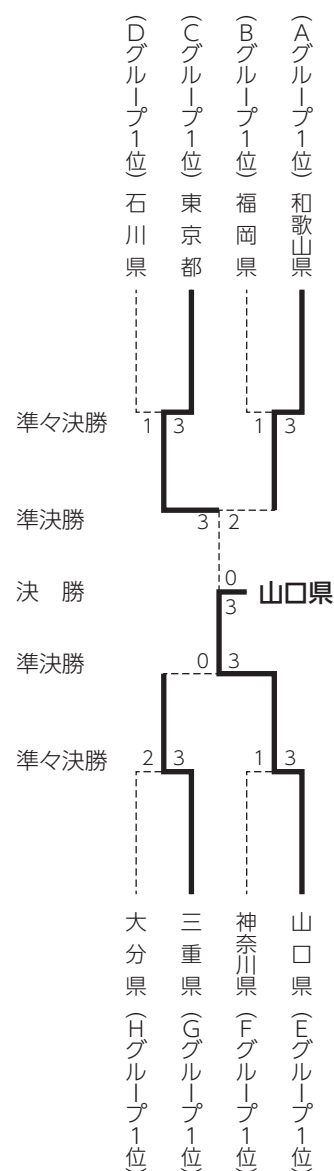 (Aグループ1位) 和歌山県
(Bグループ1位) 福岡県
(Cグループ1位) 東京都
(Dグループ1位) 石川県
準々決勝 1 3 1 3
準決勝 3 2
決 勝 0 3 山口県
準決勝 0 3
準々決勝 2 3 1 3
山口県 (Eグループ1位)
神奈川県 (Fグループ1位)
三重県 (Gグループ1位)
大分県 (Hグループ1位)